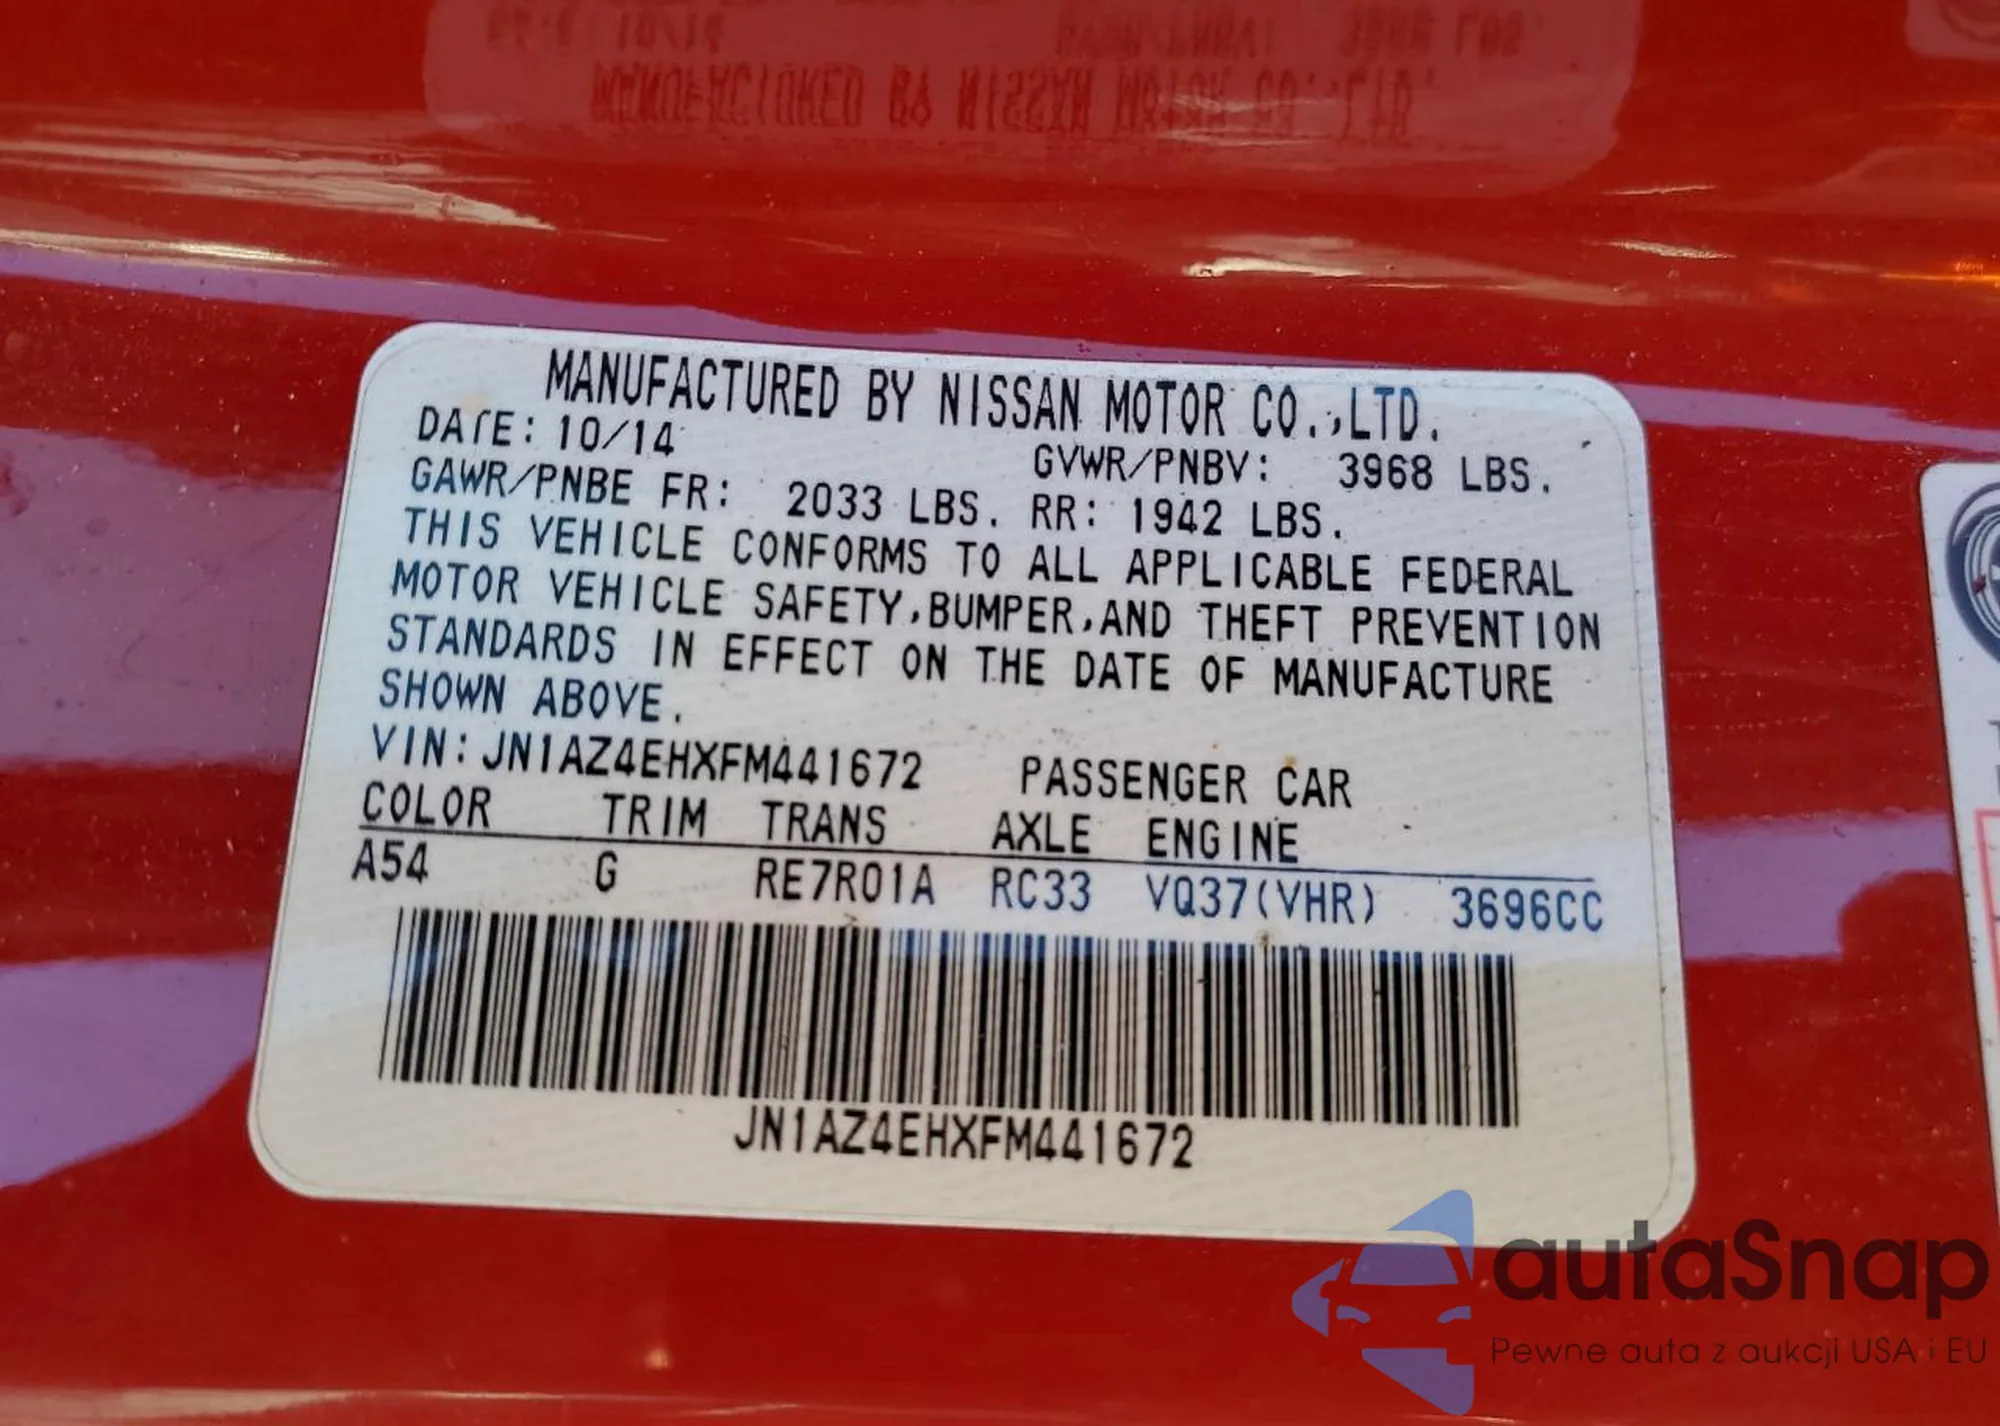 MANUFACTURED BY NISSAN MOTOR CO.,LTD.
DATE: 10/14 GVWR/PNBV: 3968 LBS.
GAWR/PNBE FR: 2033 LBS. RR: 1942 LBS.
THIS VEHICLE CONFORMS TO ALL APPLICABLE FEDERAL
MOTOR VEHICLE SAFETY,BUMPER,AND THEFT PREVENTION
STANDARDS IN EFFECT ON THE DATE OF MANUFACTURE
SHOWN ABOVE.
VIN: JN1AZ4EHXFM441672 PASSENGER CAR
COLOR TRIM TRANS AXLE ENGINE
A54 G RE7R01A RC33 VQ37(VHR) 3696CC
JN1AZ4EHXFM441672
autaSnap
Pewne auta z aukcji USA i EU